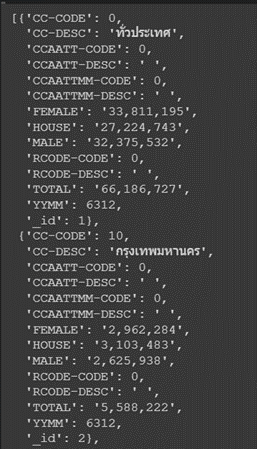 [{'CC-CODE': 0,
'CC-DESC': 'ทั่วประเทศ',
'CCAATT-CODE': 0,
'CCAATT-DESC': ' ',
'CCAATTMM-CODE': 0,
'CCAATTMM-DESC': ' ',
'FEMALE': '33,811,195',
'HOUSE': '27,224,743',
'MALE': '32,375,532',
'RCODE-CODE': 0,
'RCODE-DESC': ' ',
'TOTAL': '66,186,727',
'YYMM': 6312,
'_id': 1},
{'CC-CODE': 10,
'CC-DESC': 'กรุงเทพมหานคร',
'CCAATT-CODE': 0,
'CCAATT-DESC': ' ',
'CCAATTMM-CODE': 0,
'CCAATTMM-DESC': ' ',
'FEMALE': '2,962,284',
'HOUSE': '3,103,483',
'MALE': '2,625,938',
'RCODE-CODE': 0,
'RCODE-DESC': ' ',
'TOTAL': '5,588,222',
'YYMM': 6312,
'_id': 2},